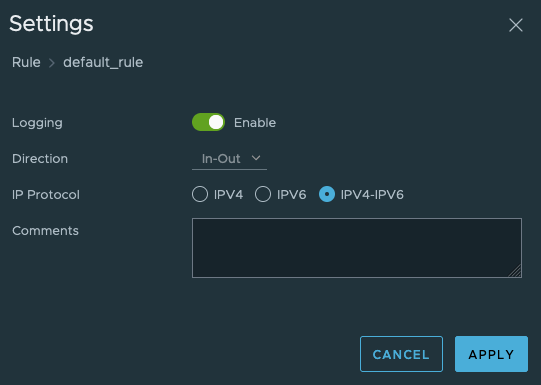 Settings
Rule > default_rule
Logging Enable
Direction In-Out
IP Protocol IPV4 IPV6 IPV4-IPV6
Comments
CANCEL APPLY